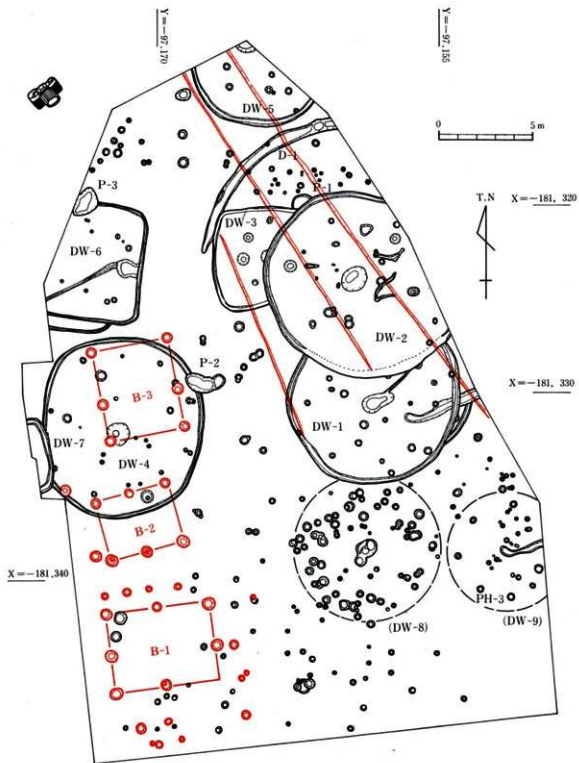 Y=−97,170
Y=−97,155
DW-5
0
5 m
D-1
P-3
P-1
T.N
X=−181, 320
DW-3
DW-6
DW-2
P-2
X=−181, 330
B-3
DW-1
DW-7
DW-4
B-2
X=−181,340
PH-3
(DW-8)
(DW-9)
B-1